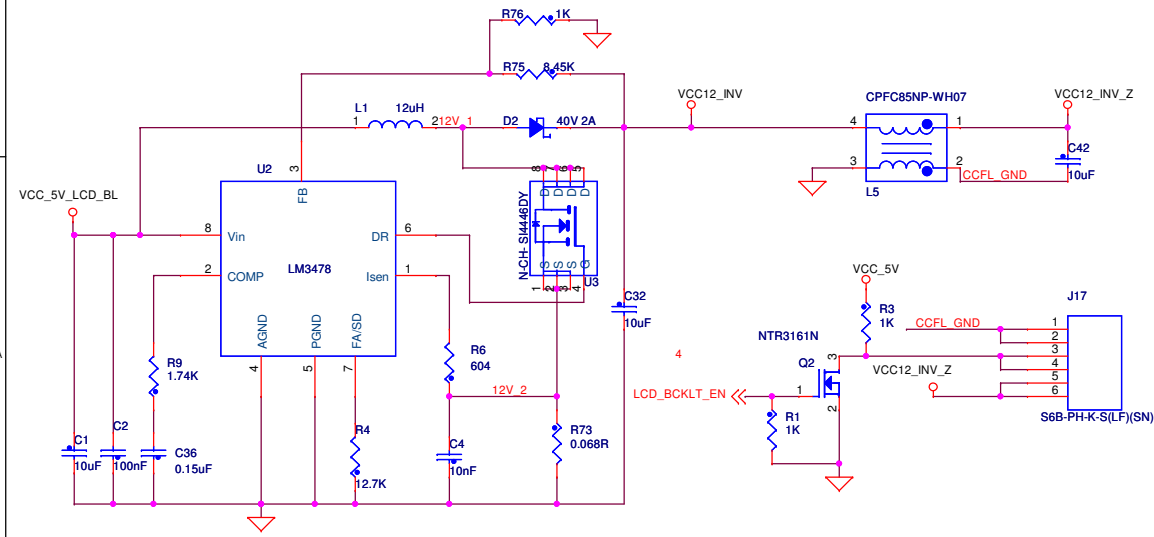 R76 1K
R75 8.45K
VCC12_INV
CPFC85NP-WH07
VCC12_INV_Z
L1 12uH
1 2 12V_1
D2 40V 2A
4 1
3 2
L5
CCFL_GND
C42
10uF
U2
3
FB
8 7 6 5
D D D D
N-CH- SI4446DY
S S S G
1 2 3 4
U3
VCC_5V_LCD_BL
8 Vin
DR 6
2 COMP
LM3478
Isen 1
AGND
PGND
FA/SD
4
5
7
VCC_5V
R3
1K
J17
C32
10uF
NTR3161N
CCFL_GND
1
2
3
4
5
6
4
R9
1.74K
R6
604
Q2
3
1
2
VCC12_INV_Z
12V_2
LCD_BCKLT_EN
S6B-PH-K-S(LF)(SN)
R1
1K
C1
10uF
C2
100nF
C36
0.15uF
R4
12.7K
C4
10nF
R73
0.068R
A